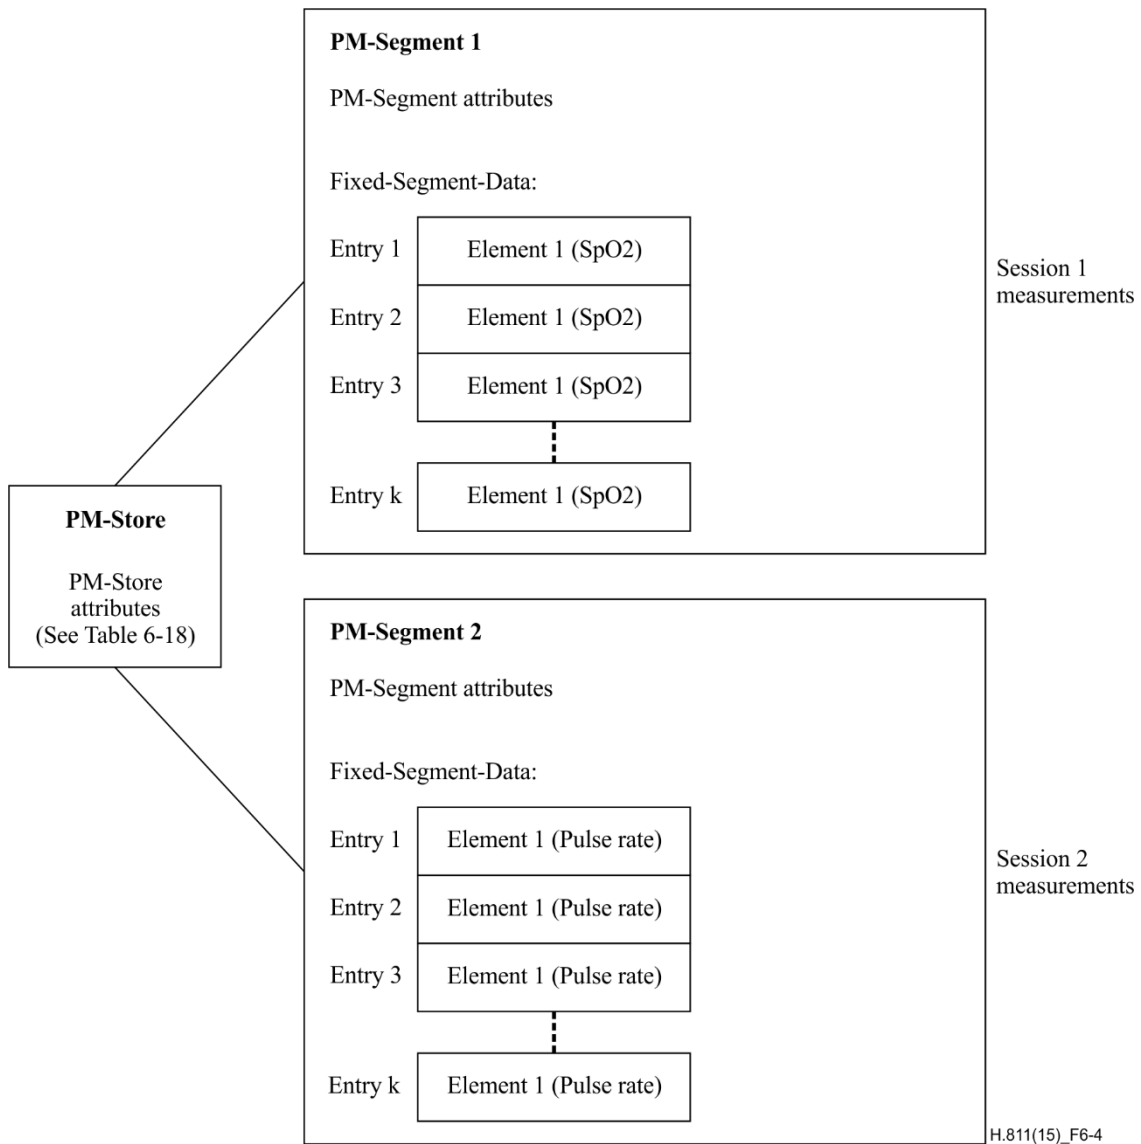 PM-Segment 1
PM-Segment attributes
Fixed-Segment-Data:
Entry 1 Element 1 (SpO2)
Entry 2 Element 1 (SpO2)
Entry 3 Element 1 (SpO2)
Entry k Element 1 (SpO2)
Session 1
measurements
PM-Store
PM-Store
attributes
(See Table 6-18)
PM-Segment 2
PM-Segment attributes
Fixed-Segment-Data:
Entry 1 Element 1 (Pulse rate)
Entry 2 Element 1 (Pulse rate)
Entry 3 Element 1 (Pulse rate)
Entry k Element 1 (Pulse rate)
Session 2
measurements
H.811(15)_F6-4